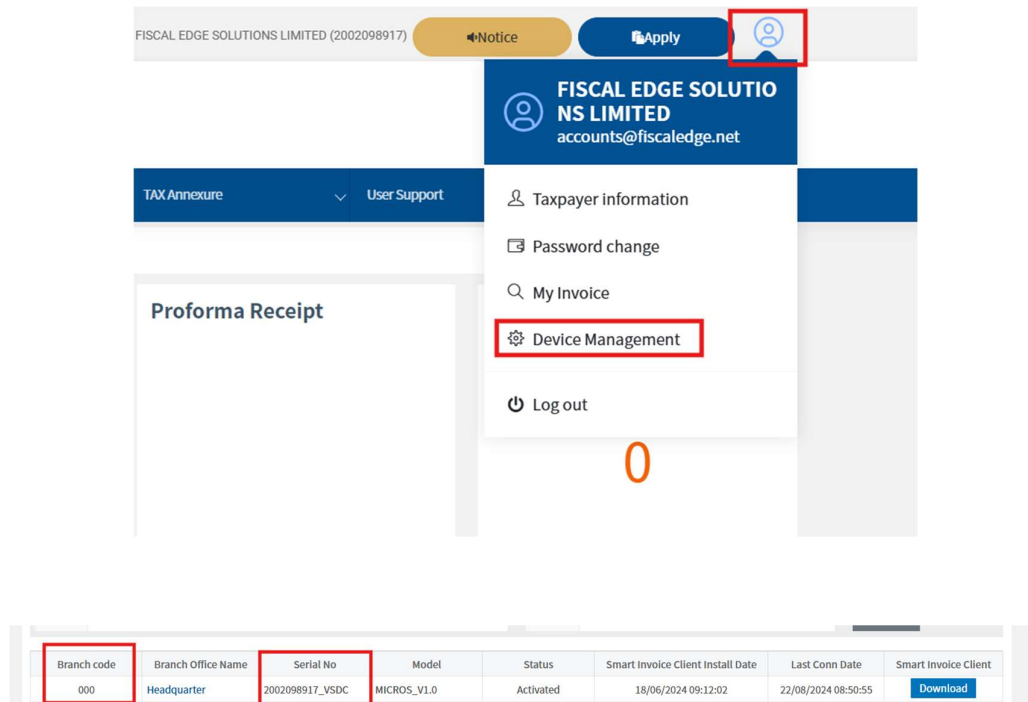 FISCAL EDGE SOLUTIONS LIMITED (2002098917) Notice Apply
FISCAL EDGE SOLUTIO
NS LIMITED
accounts@fiscaledge.net
TAX Annexure User Support
Taxpayer information
Password change
My Invoice
Device Management
Log out
Proforma Receipt
0
Branch code Branch Office Name Serial No Model Status Smart Invoice Client Install Date Last Conn Date Smart Invoice Client
000 Headquarter 2002098917_VSDC MICROS_V1.0 Activated 18/06/2024 09:12:02 22/08/2024 08:50:55 Download